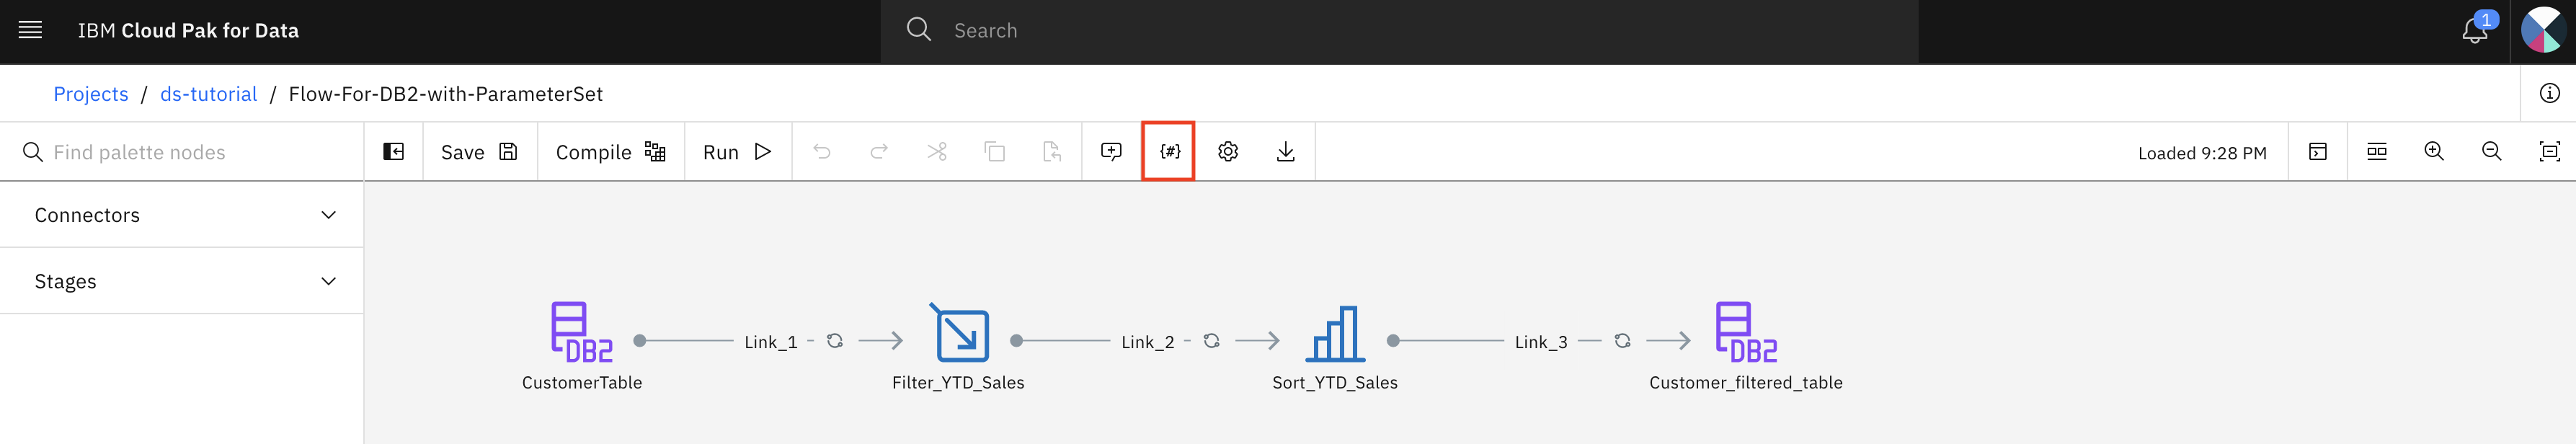 IBM Cloud Pak for Data
Search
1
Projects / ds-tutorial / Flow-For-DB2-with-ParameterSet
Find palette nodes
Save
Compile
Run
{#}
Loaded 9:28 PM
Connectors
Stages
DB2
Link_1
Link_2
Link_3
DB2
CustomerTable
Filter_YTD_Sales
Sort_YTD_Sales
Customer_filtered_table